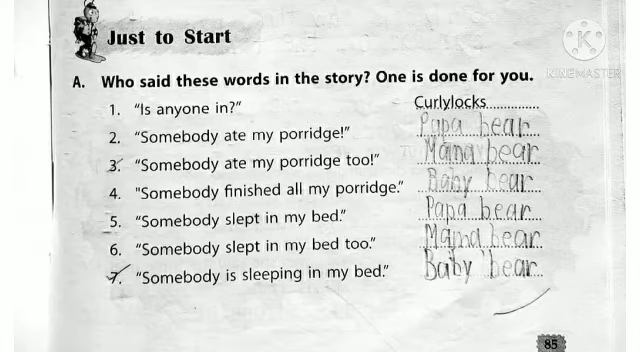 Just to Start
K
KINEMASTER
A. Who said these words in the story? One is done for you.
1. "Is anyone in?" Curlylocks
2. "Somebody ate my porridge!" Papa bear
3. "Somebody ate my porridge too!" Mama bear
4. "Somebody finished all my porridge." Baby bear
5. "Somebody slept in my bed." Papa bear
6. "Somebody slept in my bed too." Mama bear
7. "Somebody is sleeping in my bed." Baby bear
85